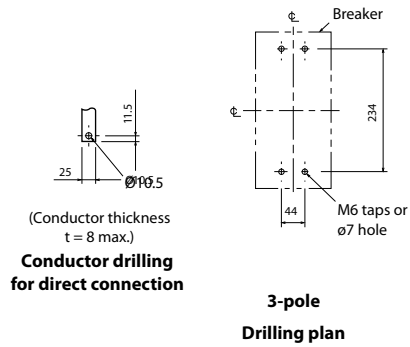 Breaker
℄
℄
11.5
234
25
Ø10.5
(Conductor thickness
t = 8 max.)
Conductor drilling
for direct connection
44
M6 taps or
ø7 hole
3-pole
Drilling plan